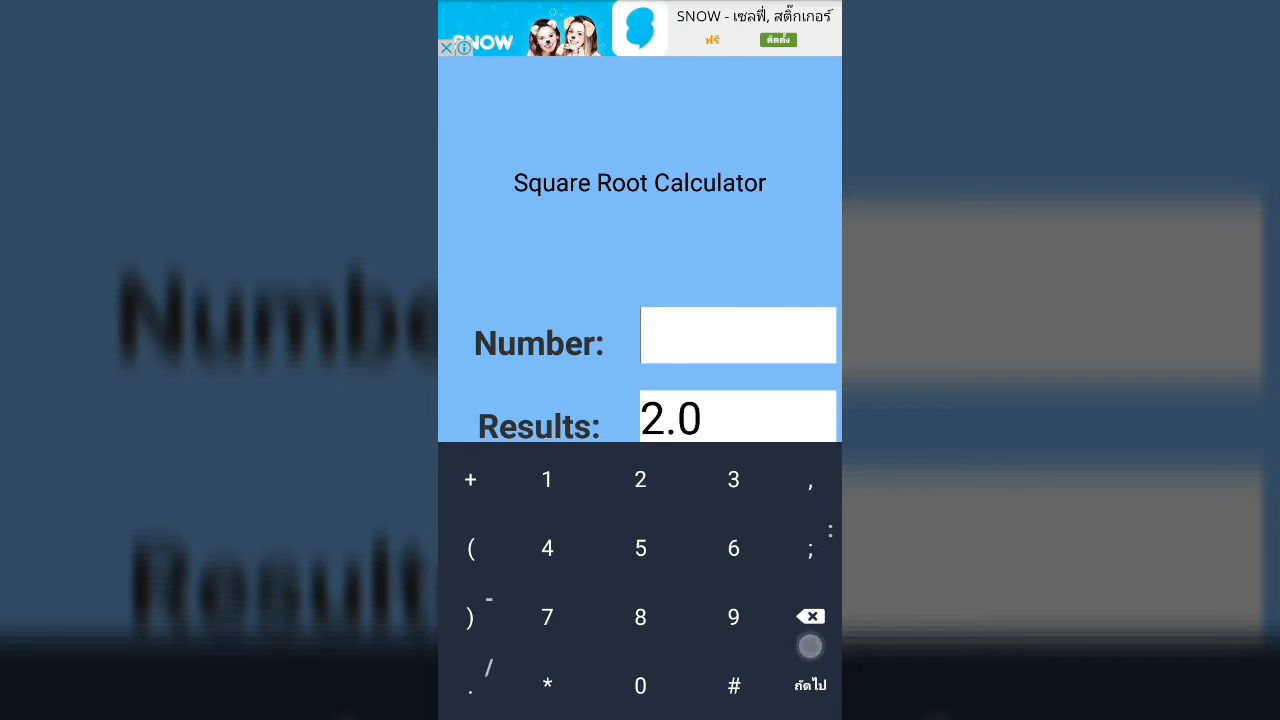 SNOW - เซลฟี่, สติ๊กเกอร์
SNOW
ฟรี
ติดตั้ง
Square Root Calculator
Number:
Results:
2.0
+ 1 2 3 ,
:
( 4 5 6 ;
-
) 7 8 9
/
. * 0 # ถัดไป
Numbe
Result